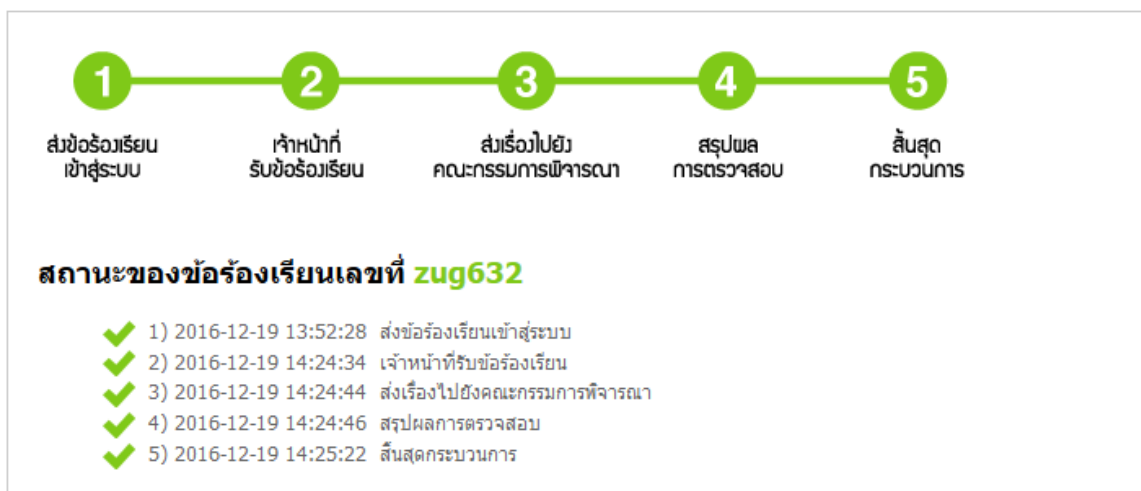 1 2 3 4 5
ส่งข้อร้องเรียน เจ้าหน้าที่ ส่งเรื่องไปยัง สรุปผล สิ้นสุด
เข้าสู่ระบบ รับข้อร้องเรียน คณะกรรมการพิจารณา การตรวจสอบ กระบวนการ
สถานะของข้อร้องเรียนเลขที่ zug632
1) 2016-12-19 13:52:28 ส่งข้อร้องเรียนเข้าสู่ระบบ
2) 2016-12-19 14:24:34 เจ้าหน้าที่รับข้อร้องเรียน
3) 2016-12-19 14:24:44 ส่งเรื่องไปยังคณะกรรมการพิจารณา
4) 2016-12-19 14:24:46 สรุปผลการตรวจสอบ
5) 2016-12-19 14:25:22 สิ้นสุดกระบวนการ